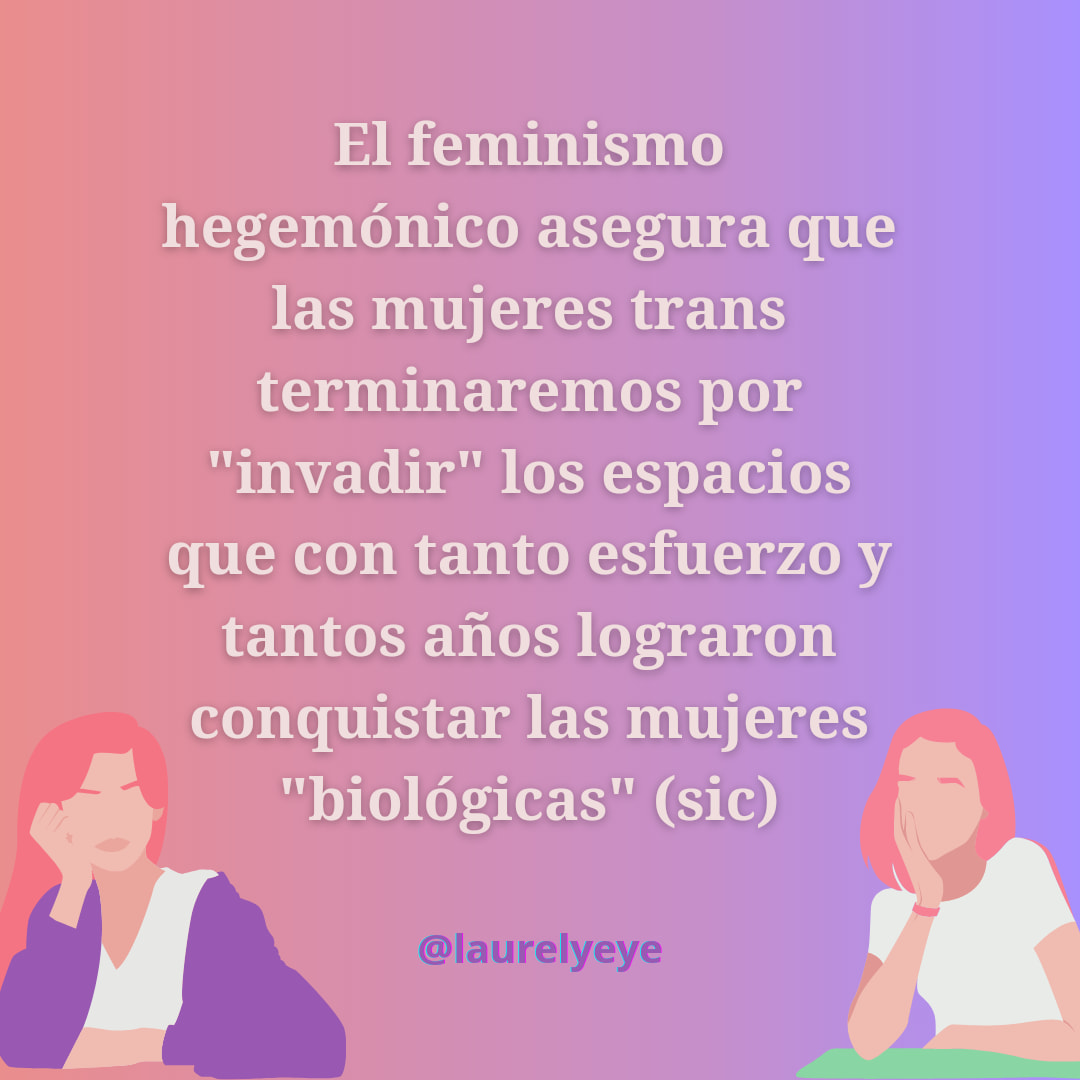 El feminismo
hegemónico asegura que
las mujeres trans
terminaremos por
"invadir" los espacios
que con tanto esfuerzo y
tantos años lograron
conquistar las mujeres
"biológicas" (sic)
@laurelyeye